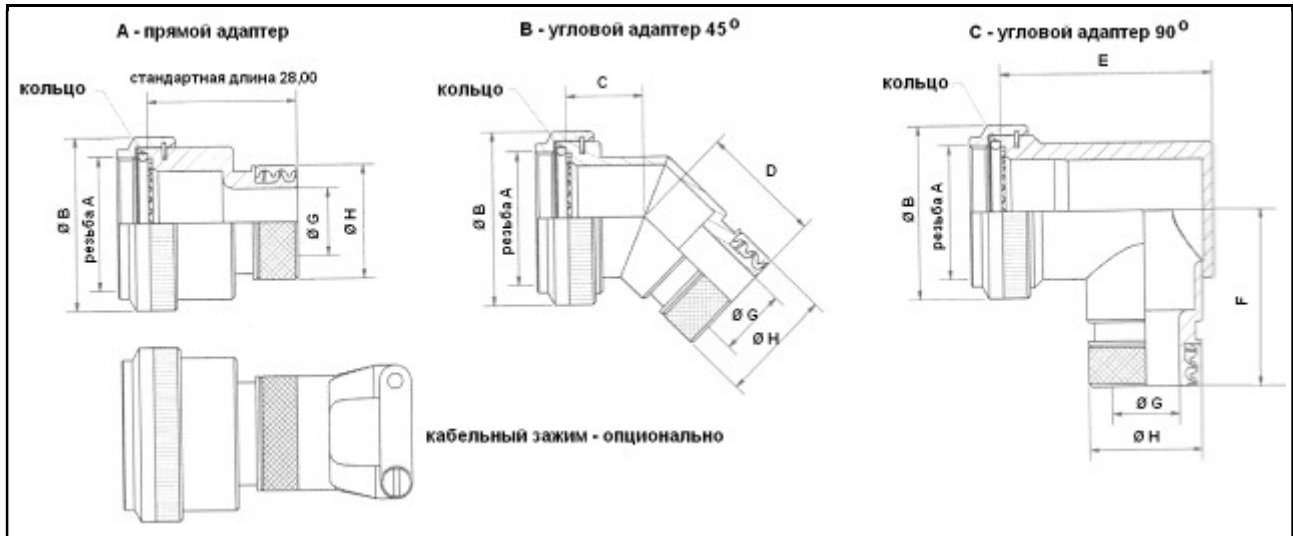 А - прямой адаптер
стандартная длина 28,00
кольцо
Ø B
резьба А
Ø G
Ø H
В - угловой адаптер 45°
C
кольцо
D
Ø B
резьба А
Ø G
Ø H
С - угловой адаптер 90°
E
кольцо
Ø B
резьба А
F
Ø G
Ø H
кабельный зажим - опционально